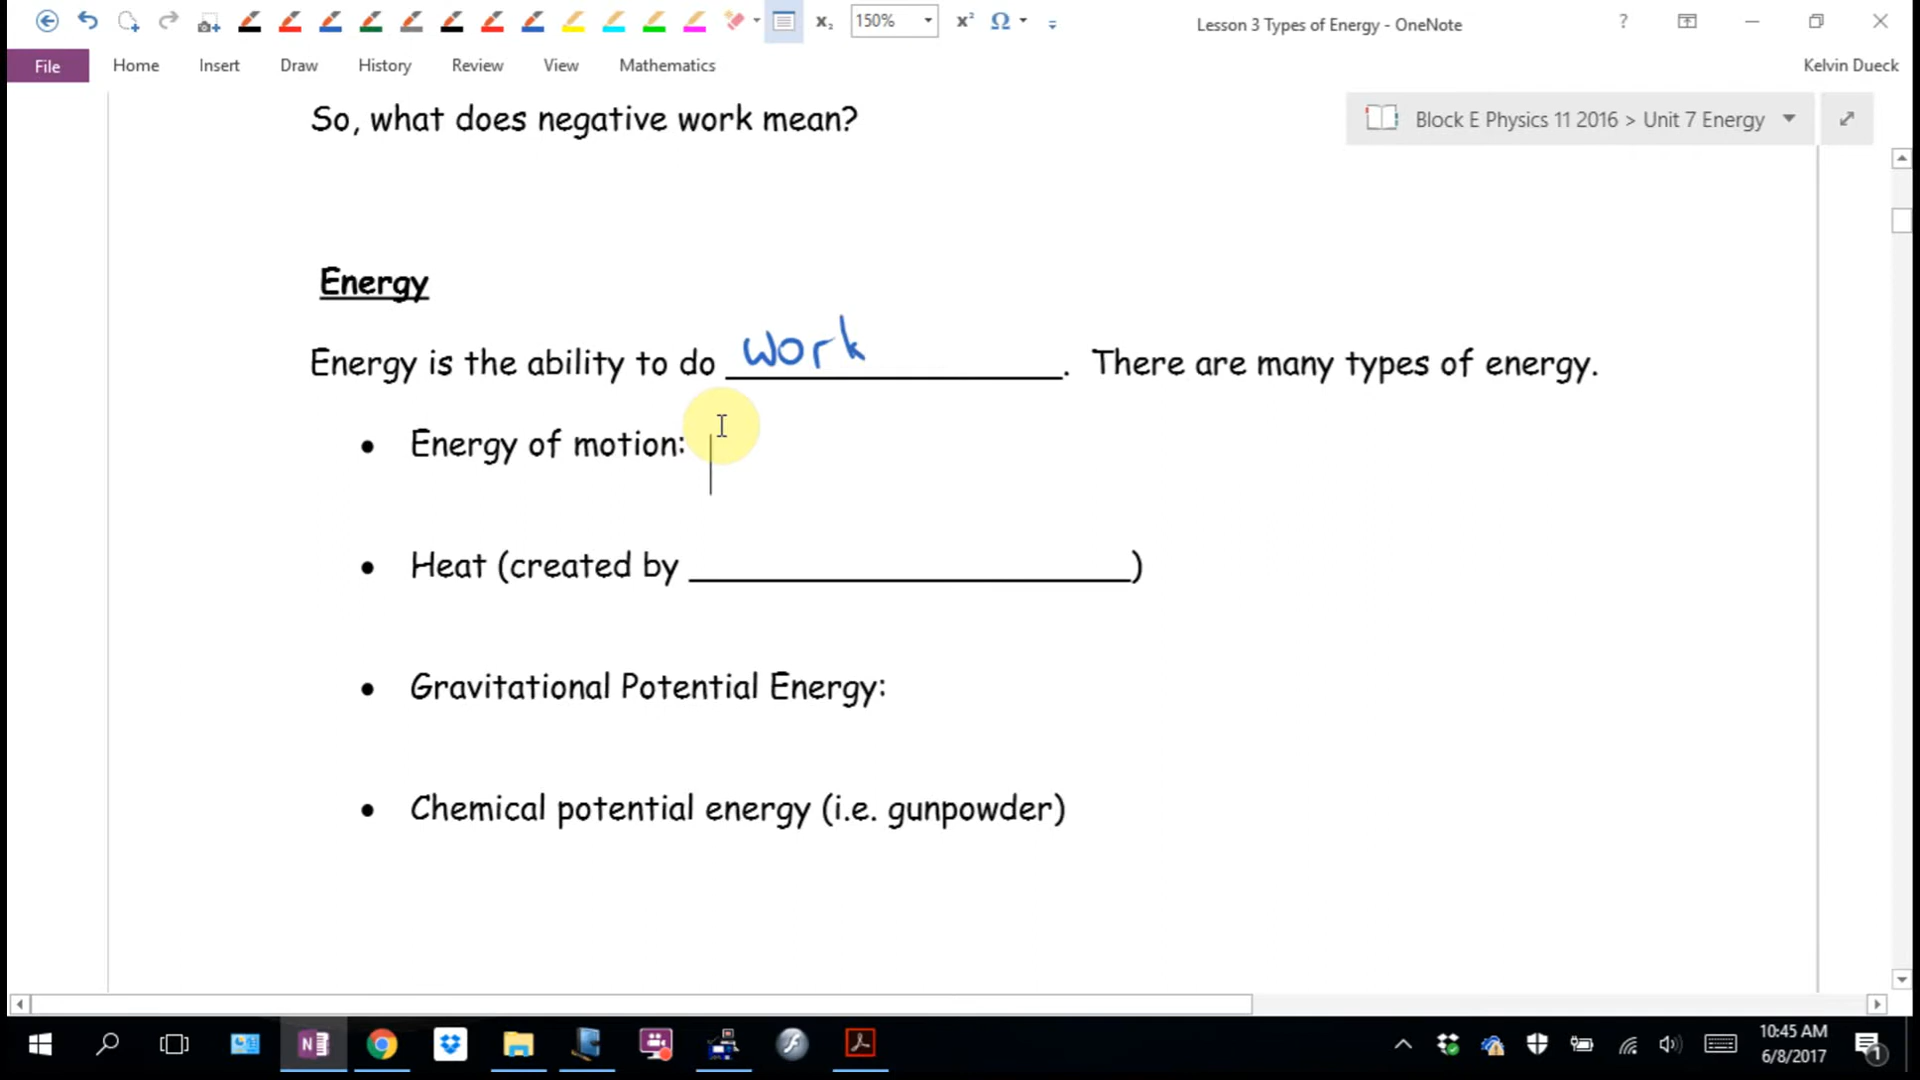 150%
Lesson 3 Types of Energy - OneNote
File Home Insert Draw History Review View Mathematics Kelvin Dueck
So, what does negative work mean?
Block E Physics 11 2016 > Unit 7 Energy
Energy
Energy is the ability to do work. There are many types of energy.
• Energy of motion:
• Heat (created by ____________________)
• Gravitational Potential Energy:
• Chemical potential energy (i.e. gunpowder)
10:45 AM
6/8/2017
1